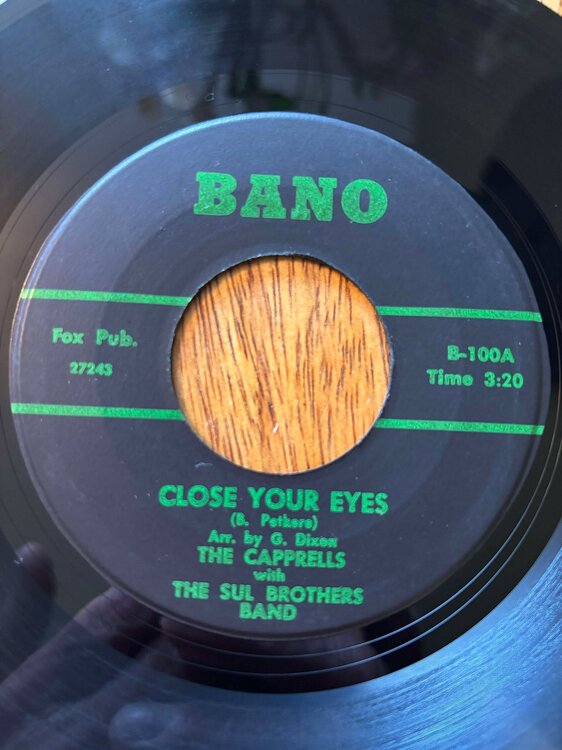 BANO
Fox Pub.
27243
B-100A
Time 3:20
CLOSE YOUR EYES
(B. Petkere)
Arr. by G. Dixon
THE CAPPRELLS
with
THE SUL BROTHERS
BAND